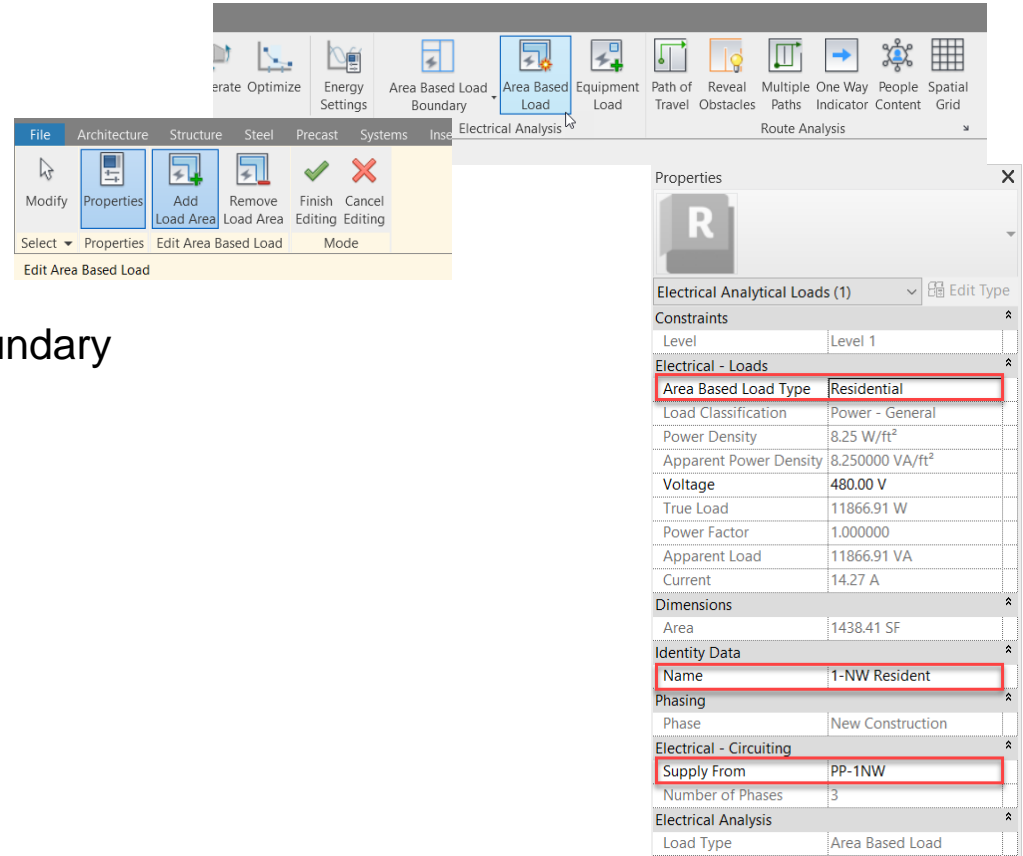 erate Optimize
Energy Settings
Area Based Load Boundary
Area Based Load
Equipment Load
Path of Travel
Reveal Obstacles
Multiple Paths
One Way Indicator
People Content
Spatial Grid
Electrical Analysis
Route Analysis
File Architecture Structure Steel Precast Systems Inse
Modify
Properties
Add Load Area
Remove Load Area
Finish Editing
Cancel Editing
Select Properties Edit Area Based Load Mode
Edit Area Based Load
undary
Properties X
R
Electrical Analytical Loads (1) Edit Type
Constraints
Level Level 1
Electrical - Loads
Area Based Load Type Residential
Load Classification Power - General
Power Density 8.25 W/ft²
Apparent Power Density 8.250000 VA/ft²
Voltage 480.00 V
True Load 11866.91 W
Power Factor 1.000000
Apparent Load 11866.91 VA
Current 14.27 A
Dimensions
Area 1438.41 SF
Identity Data
Name 1-NW Resident
Phasing
Phase New Construction
Electrical - Circuiting
Supply From PP-1NW
Number of Phases 3
Electrical Analysis
Load Type Area Based Load